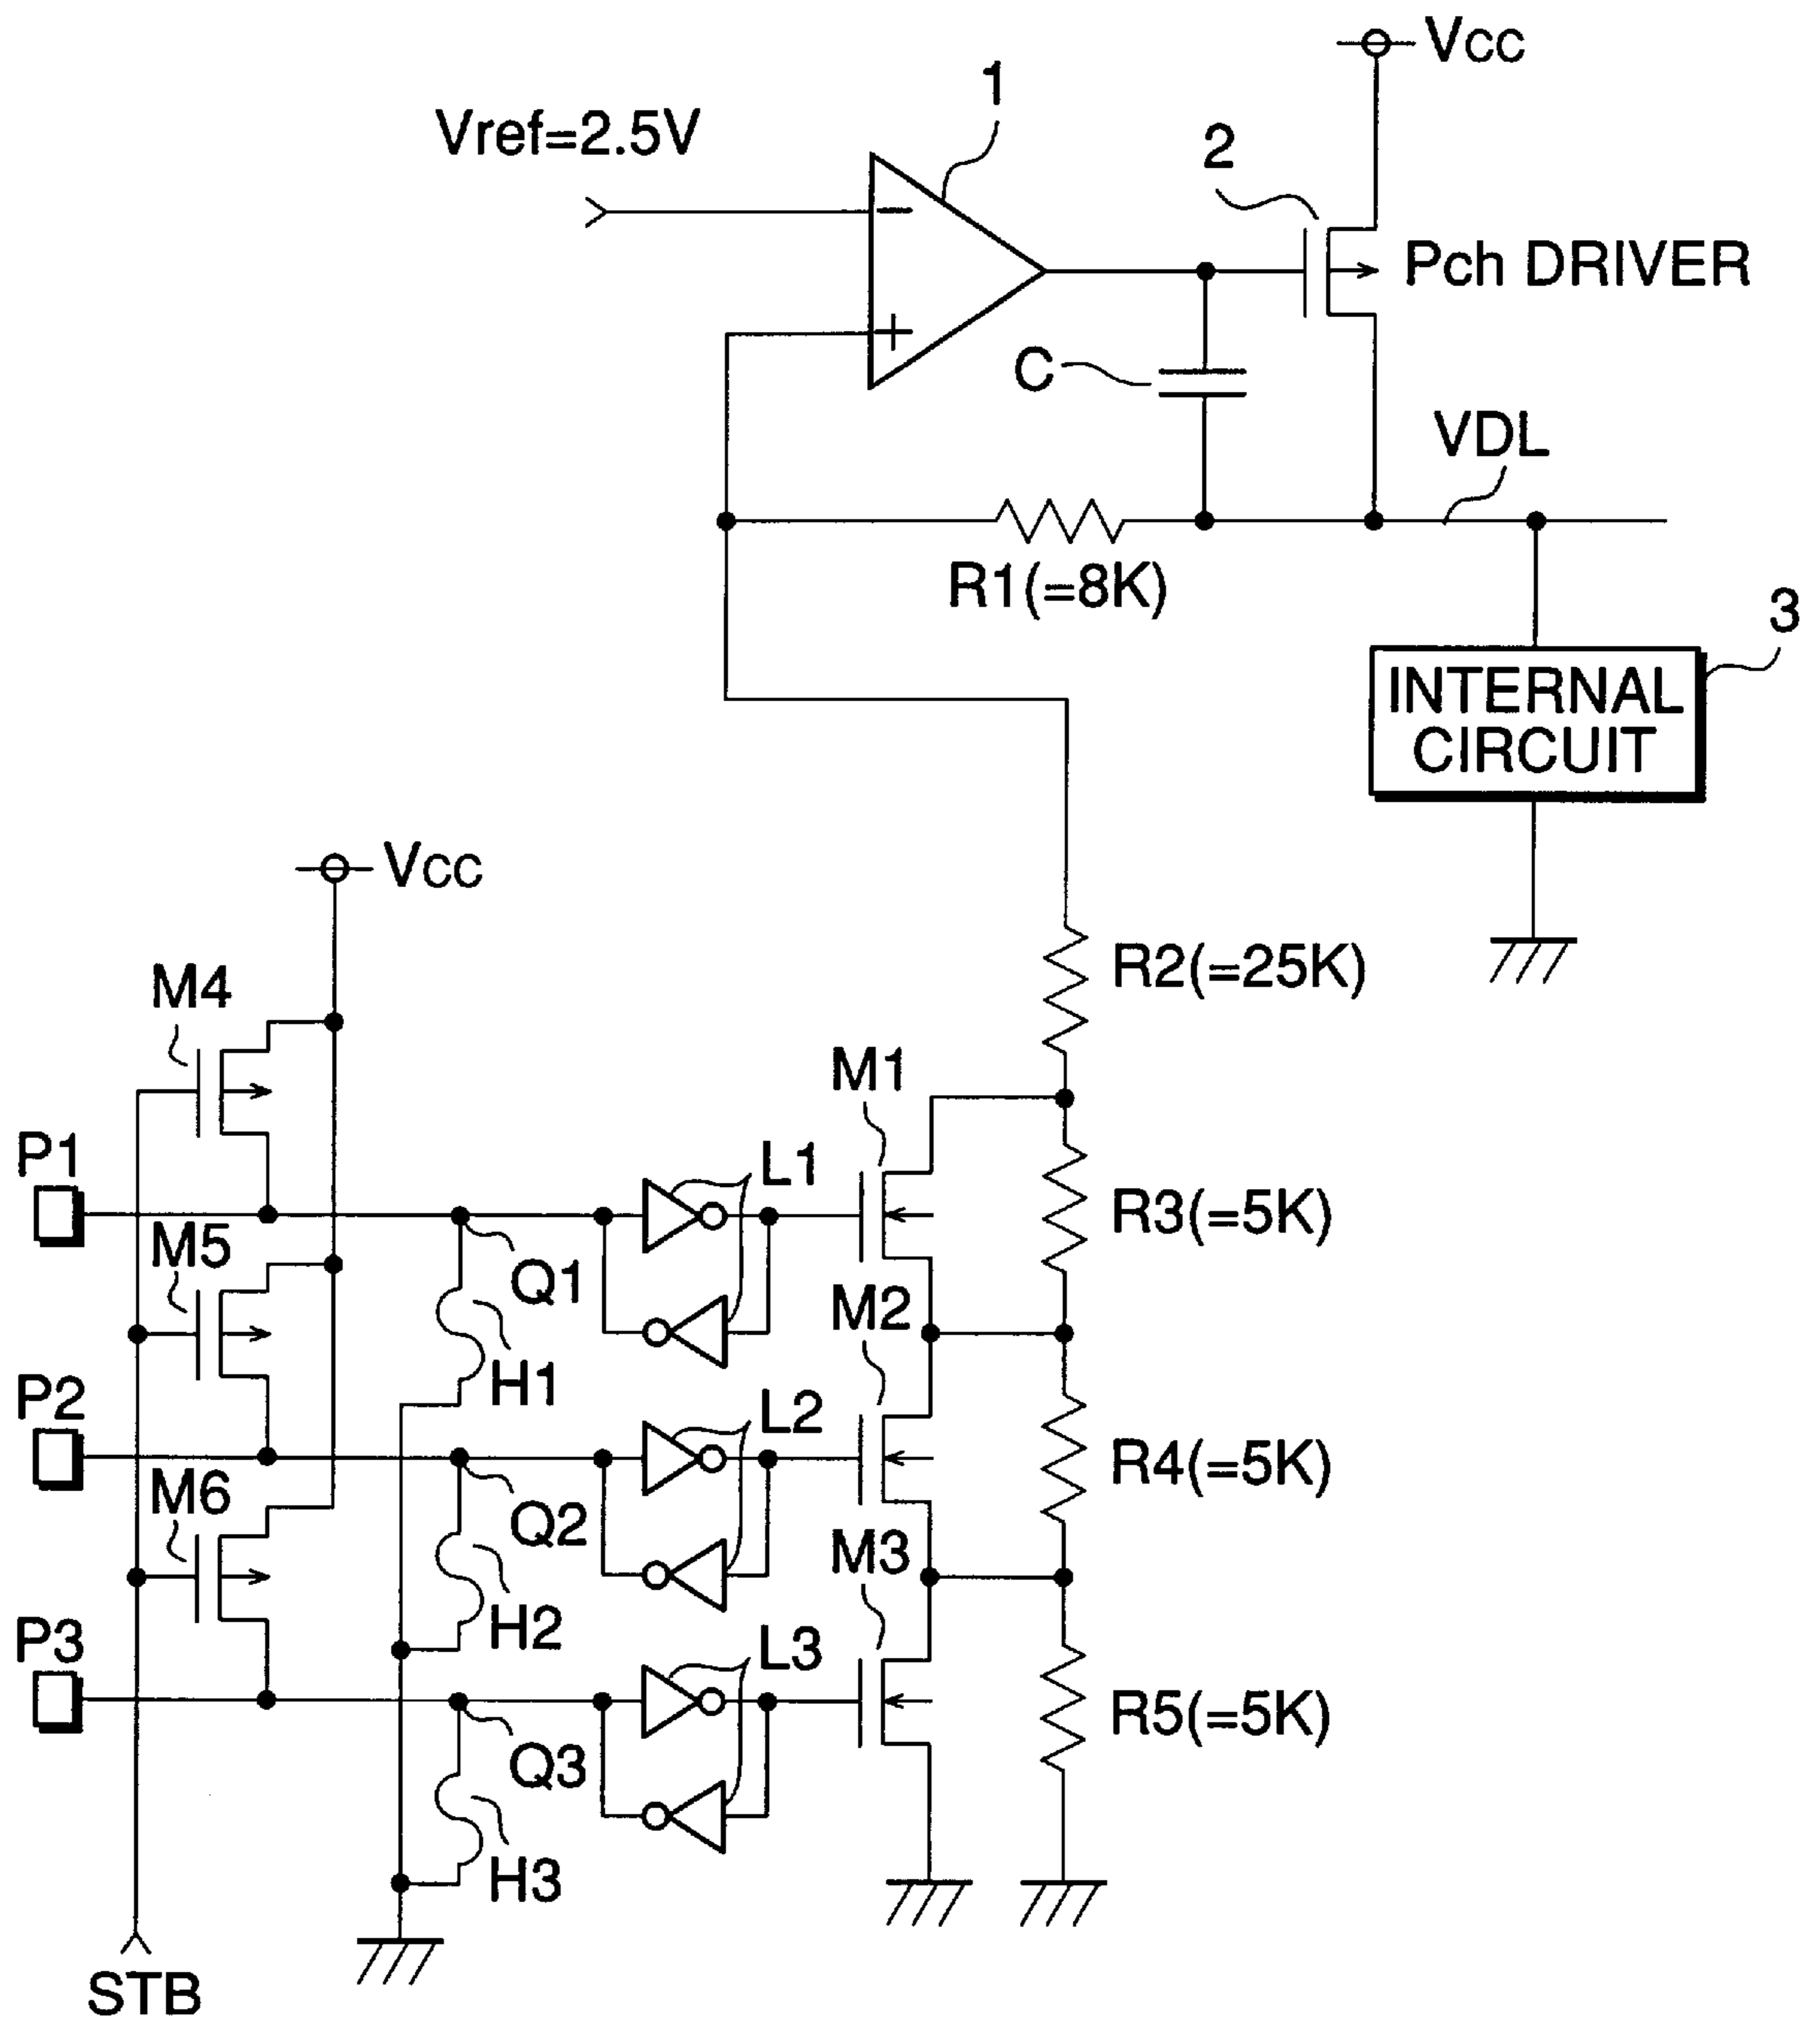 Vcc
1
Vref=2.5V
2
−
Pch DRIVER
+
C
VDL
R1(=8K)
3
INTERNAL
CIRCUIT
Vcc
R2(=25K)
M4
M1
P1
L1
R3(=5K)
M5
Q1
M2
H1
P2
L2
R4(=5K)
M6
Q2
M3
H2
P3
L3
R5(=5K)
Q3
H3
STB